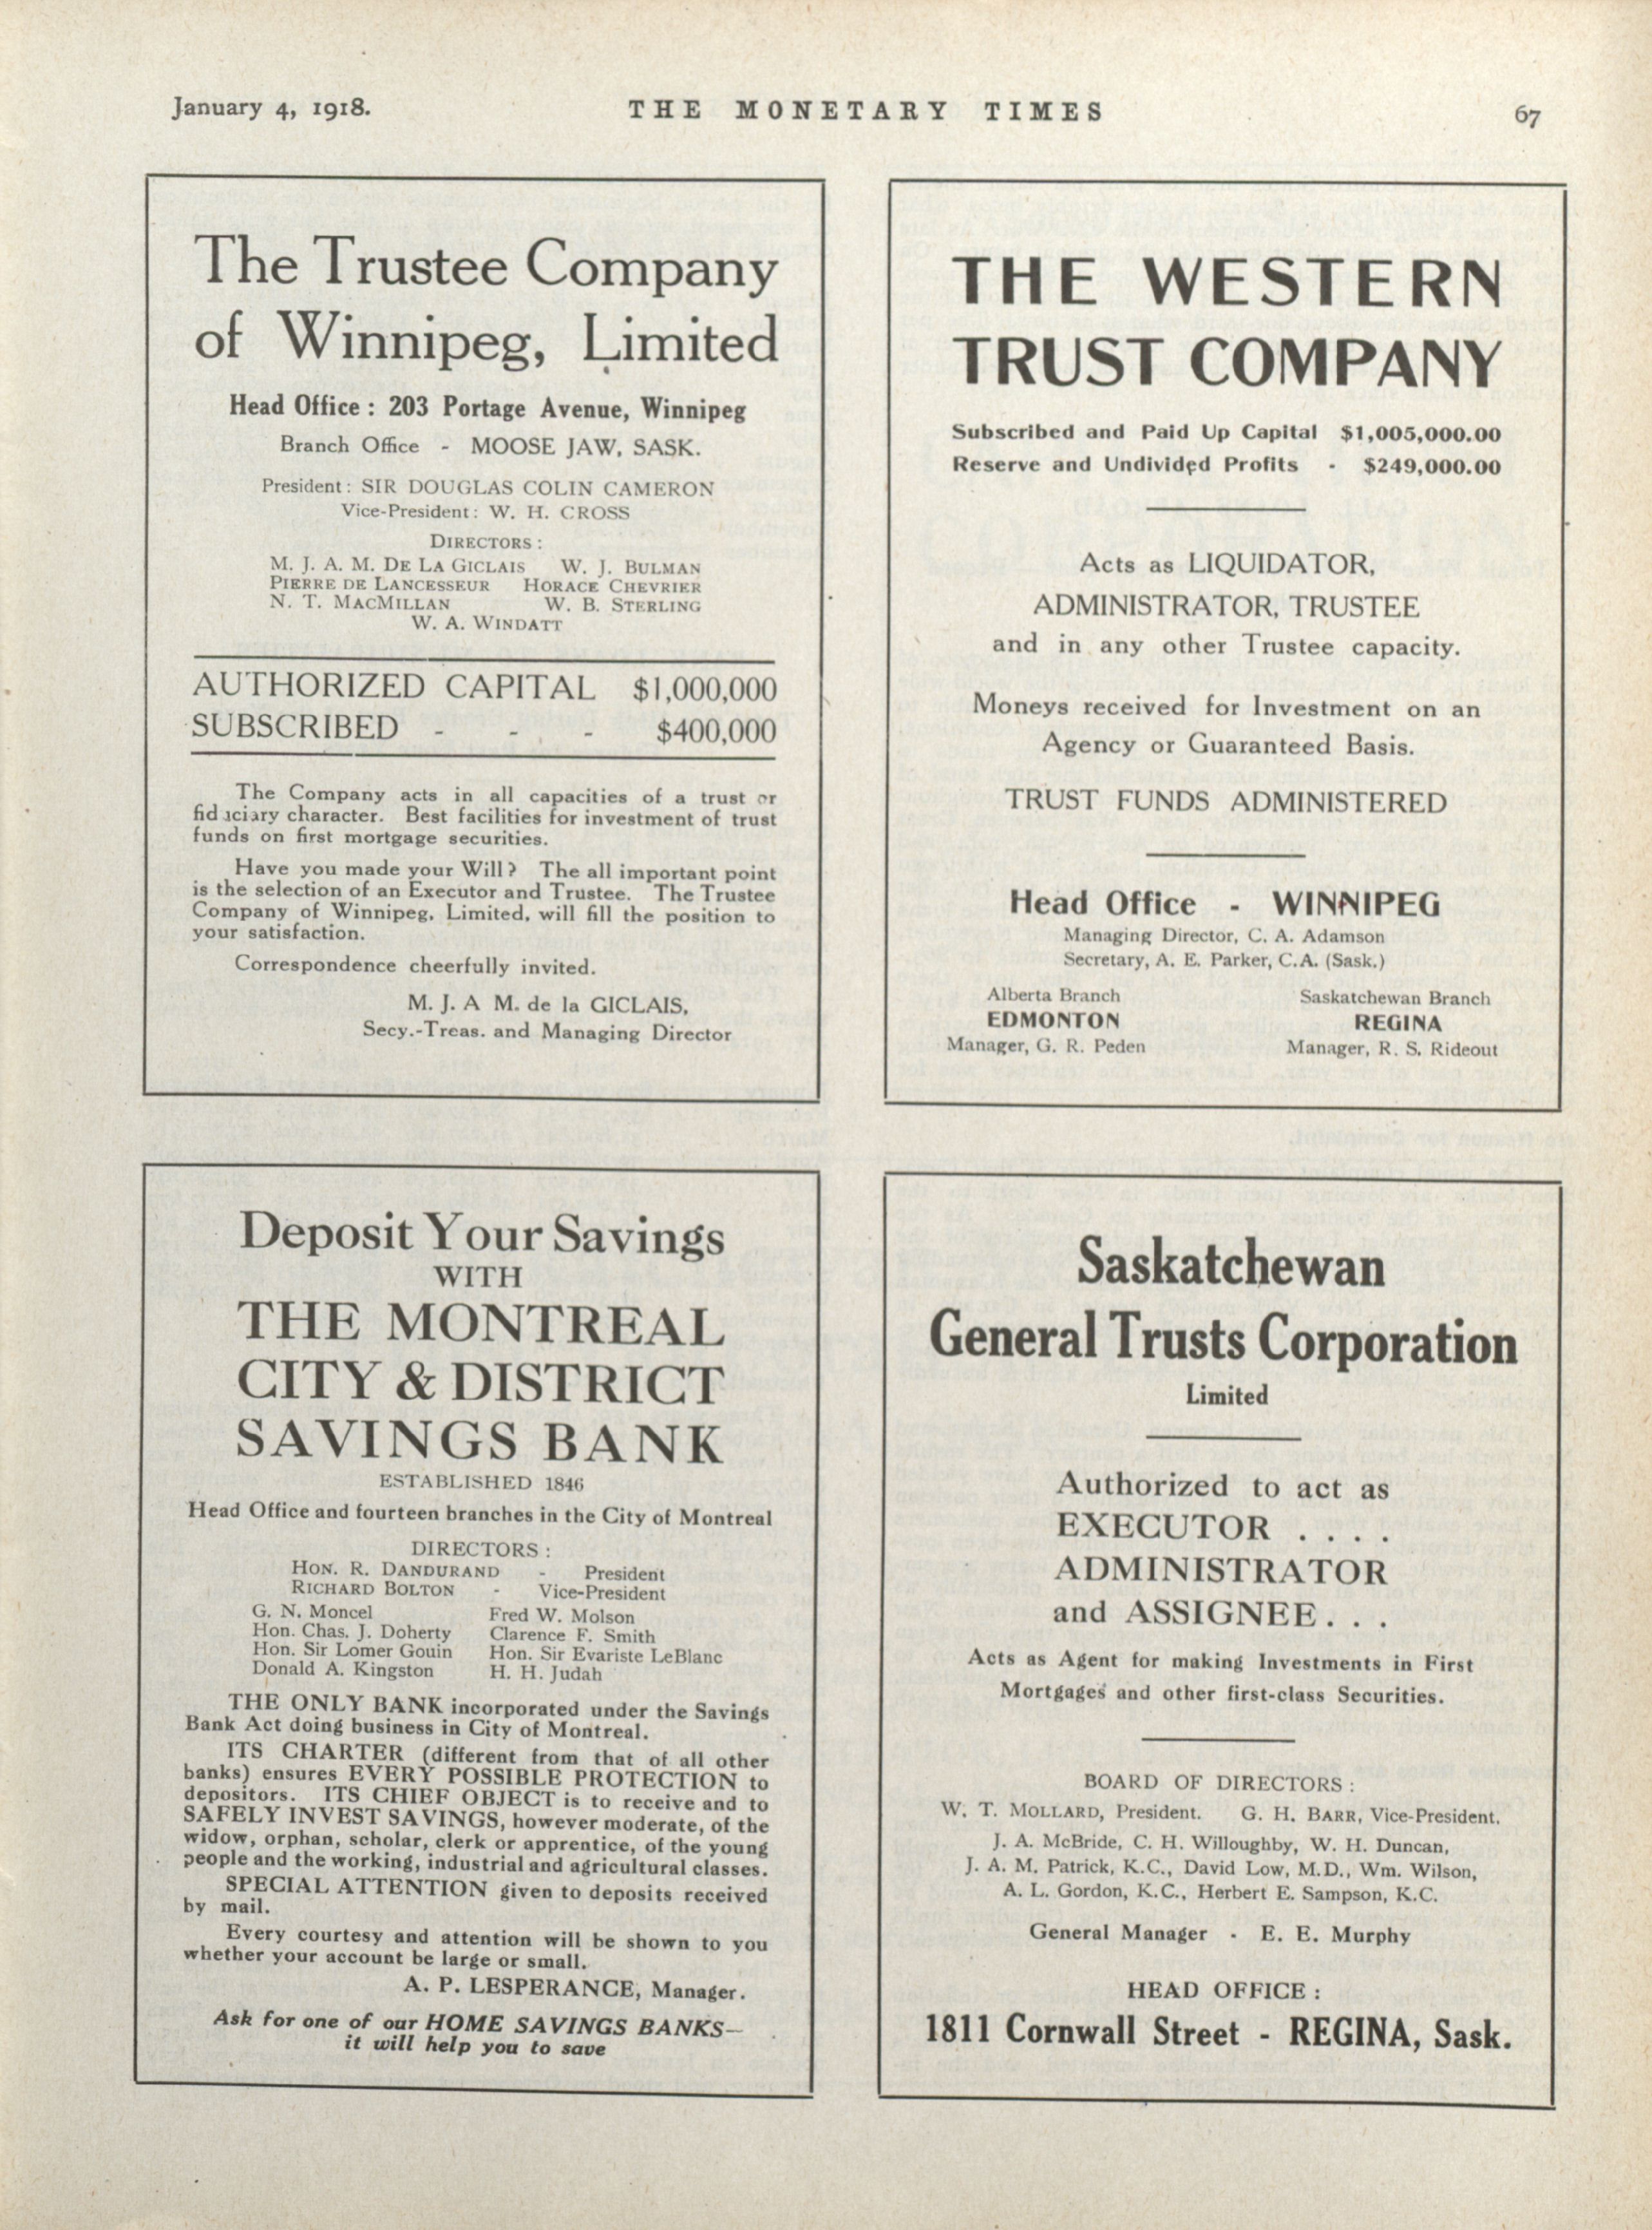 January 4, 1918.
THE MONETARY TIMES
67
The Trustee Company
of Winnipeg, Limited
Head Office : 203 Portage Avenue, Winnipeg
Branch Office - MOOSE JAW, SASK.
President : SIR DOUGLAS COLIN CAMERON
Vice-President : W. H. CROSS
DIRECTORS :
M. J. A. M. DE LA GICLAIS W. J. BULMAN
PIERRE DE LANCESSEUR HORACE CHEVRIER
N. T. MACMILLAN W. B. STERLING
W. A. WINDATT
AUTHORIZED CAPITAL $1,000,000
SUBSCRIBED - - - $400,000
The Company acts in all capacities of a trust or
fiduciary character. Best facilities for investment of trust
funds on first mortgage securities.
Have you made your Will? The all important point
is the selection of an Executor and Trustee. The Trustee
Company of Winnipeg, Limited, will fill the position to
your satisfaction.
Correspondence cheerfully invited.
M. J. A M. de la GICLAIS,
Secy.-Treas. and Managing Director
THE WESTERN
TRUST COMPANY
Subscribed and Paid Up Capital $1,005,000.00
Reserve and Undivided Profits - $249,000.00
Acts as LIQUIDATOR,
ADMINISTRATOR, TRUSTEE
and in any other Trustee capacity.
Moneys received for Investment on an
Agency or Guaranteed Basis.
TRUST FUNDS ADMINISTERED
Head Office - WINNIPEG
Managing Director, C. A. Adamson
Secretary, A. E. Parker, C.A. (Sask.)
Alberta Branch
EDMONTON
Manager, G. R. Peden
Saskatchewan Branch
REGINA
Manager, R. S. Rideout
Deposit Your Savings
WITH
THE MONTREAL
CITY & DISTRICT
SAVINGS BANK
ESTABLISHED 1846
Head Office and fourteen branches in the City of Montreal
DIRECTORS :
HON. R. DANDURAND - President
RICHARD BOLTON - Vice-President
G. N. Moncel Fred W. Molson
Hon. Chas. J. Doherty Clarence F. Smith
Hon. Sir Lomer Gouin Hon. Sir Evariste LeBlanc
Donald A. Kingston H. H. Judah
THE ONLY BANK incorporated under the Savings
Bank Act doing business in City of Montreal.
ITS CHARTER (different from that of all other
banks) ensures EVERY POSSIBLE PROTECTION to
depositors. ITS CHIEF OBJECT is to receive and to
SAFELY INVEST SAVINGS, however moderate, of the
widow, orphan, scholar, clerk or apprentice, of the young
people and the working, industrial and agricultural classes.
SPECIAL ATTENTION given to deposits received
by mail.
Every courtesy and attention will be shown to you
whether your account be large or small.
A. P. LESPERANCE, Manager.
Ask for one of our HOME SAVINGS BANKS—
it will help you to save
Saskatchewan
General Trusts Corporation
Limited
Authorized to act as
EXECUTOR . . . .
ADMINISTRATOR
and ASSIGNEE . . .
Acts as Agent for making Investments in First
Mortgages and other first-class Securities.
BOARD OF DIRECTORS :
W. T. MOLLARD, President. G. H. BARR, Vice-President.
J. A. McBride, C. H. Willoughby, W. H. Duncan,
J. A. M. Patrick, K.C., David Low, M.D., Wm. Wilson,
A. L. Gordon, K.C., Herbert E. Sampson, K.C.
General Manager - E. E. Murphy
HEAD OFFICE :
1811 Cornwall Street - REGINA, Sask.